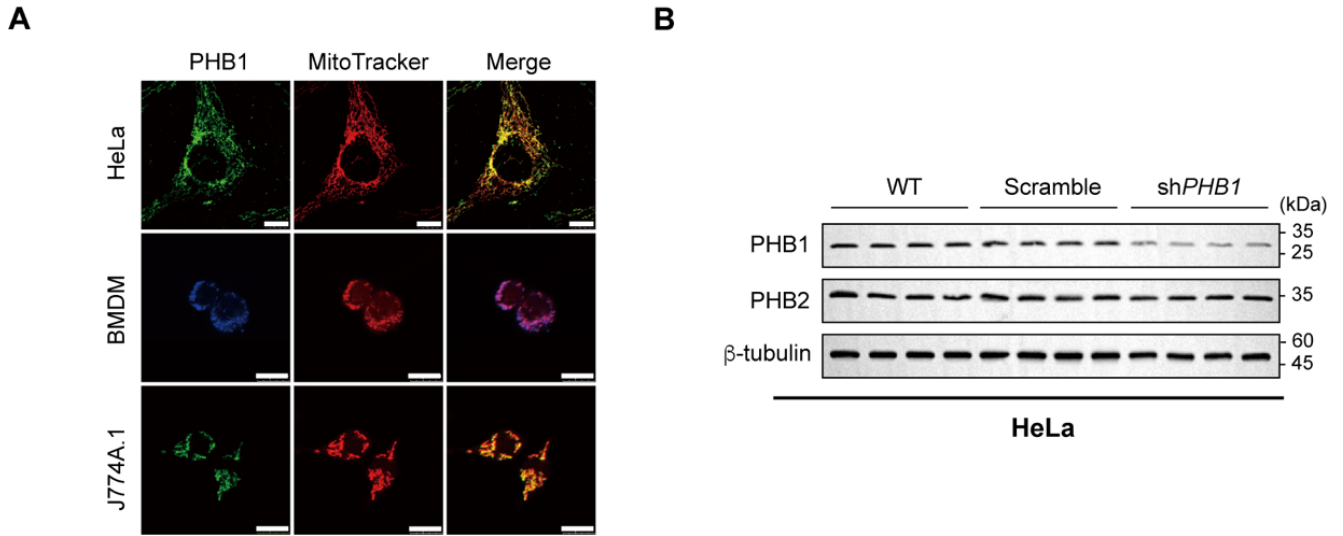 A
PHB1 MitoTracker Merge
HeLa
BMDM
J774A.1
B
WT Scramble shPHB1
(kDa)
PHB1 35
25
PHB2 35
β-tubulin 60
45
HeLa